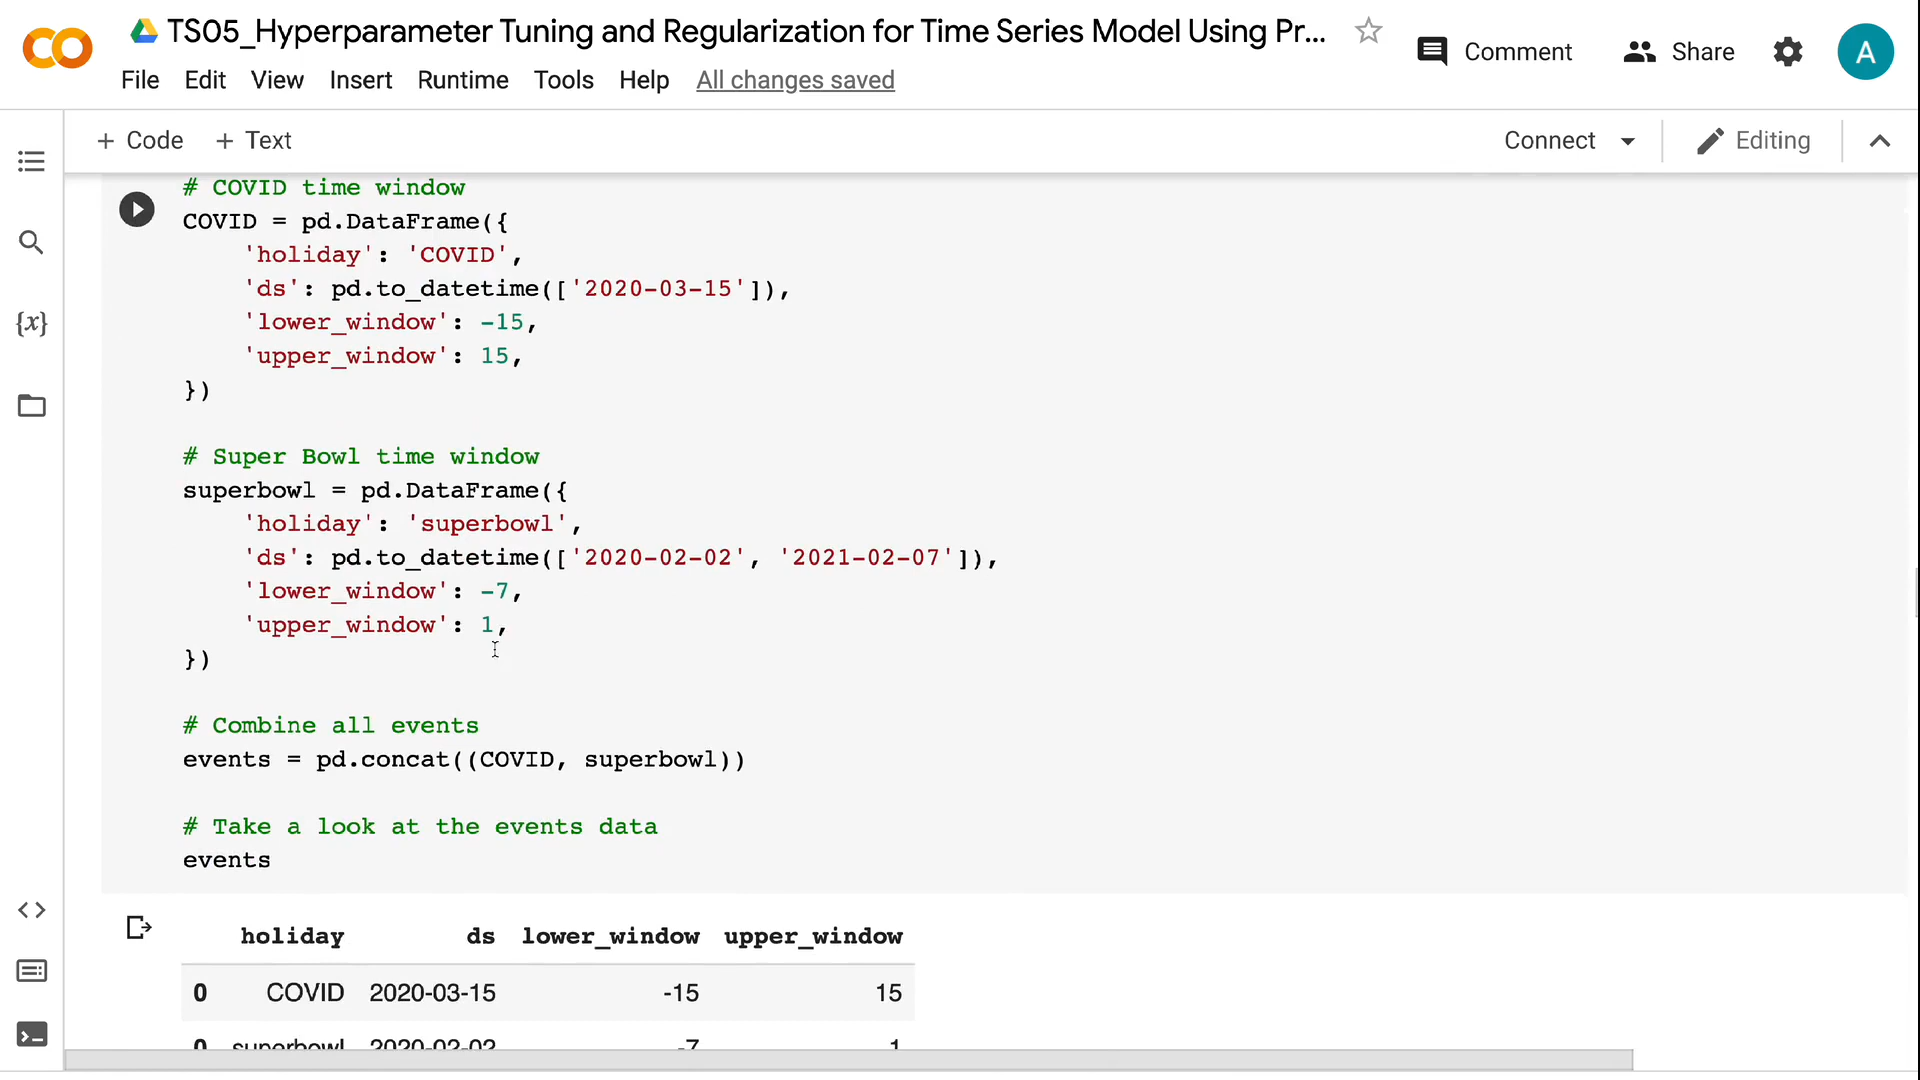 TS05_Hyperparameter Tuning and Regularization for Time Series Model Using Pr...
Comment
Share
A
File Edit View Insert Runtime Tools Help All changes saved
+ Code + Text
Connect
Editing
# COVID time window
COVID = pd.DataFrame({
'holiday': 'COVID',
'ds': pd.to_datetime(['2020-03-15']),
'lower_window': -15,
'upper_window': 15,
})
# Super Bowl time window
superbowl = pd.DataFrame({
'holiday': 'superbowl',
'ds': pd.to_datetime(['2020-02-02', '2021-02-07']),
'lower_window': -7,
'upper_window': 1,
})
# Combine all events
events = pd.concat((COVID, superbowl))
# Take a look at the events data
events
holiday ds lower_window upper_window
0 COVID 2020-03-15 -15 15
0 superbowl 2020-02-02 -7 1